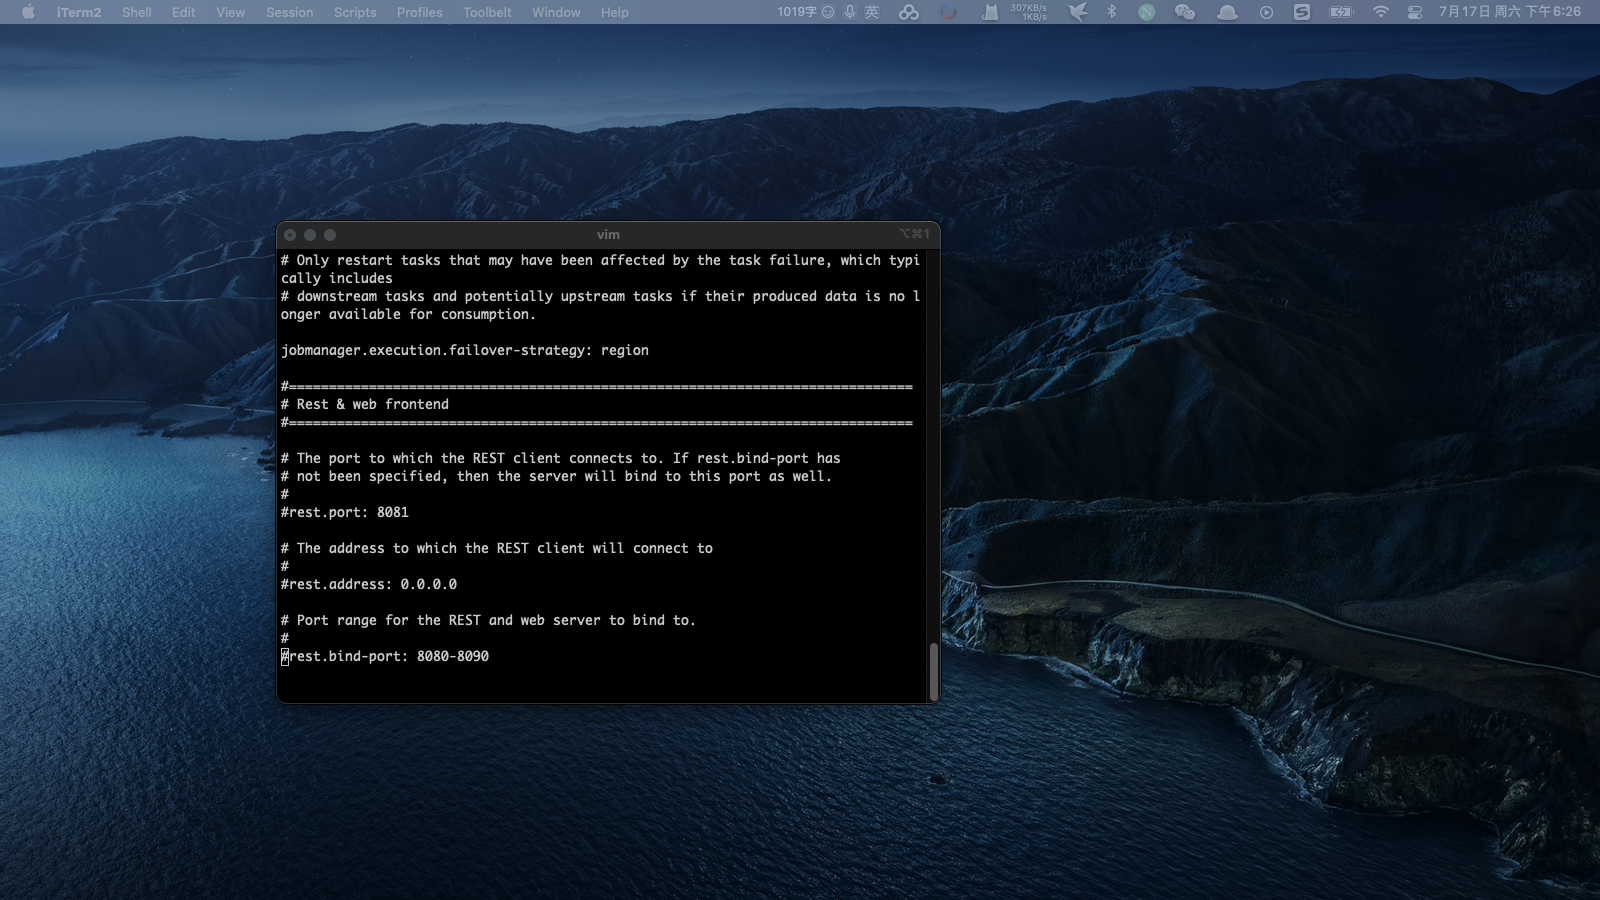 iTerm2 Shell Edit View Session Scripts Profiles Toolbelt Window Help 1019字 英 307KB/s 1KB/s 7月17日 周六 下午6:26
vim ⌥⌘1
# Only restart tasks that may have been affected by the task failure, which typi
cally includes
# downstream tasks and potentially upstream tasks if their produced data is no l
onger available for consumption.
jobmanager.execution.failover-strategy: region
#==============================================================================
# Rest & web frontend
#==============================================================================
# The port to which the REST client connects to. If rest.bind-port has
# not been specified, then the server will bind to this port as well.
#
#rest.port: 8081
# The address to which the REST client will connect to
#
#rest.address: 0.0.0.0
# Port range for the REST and web server to bind to.
#
#rest.bind-port: 8080-8090